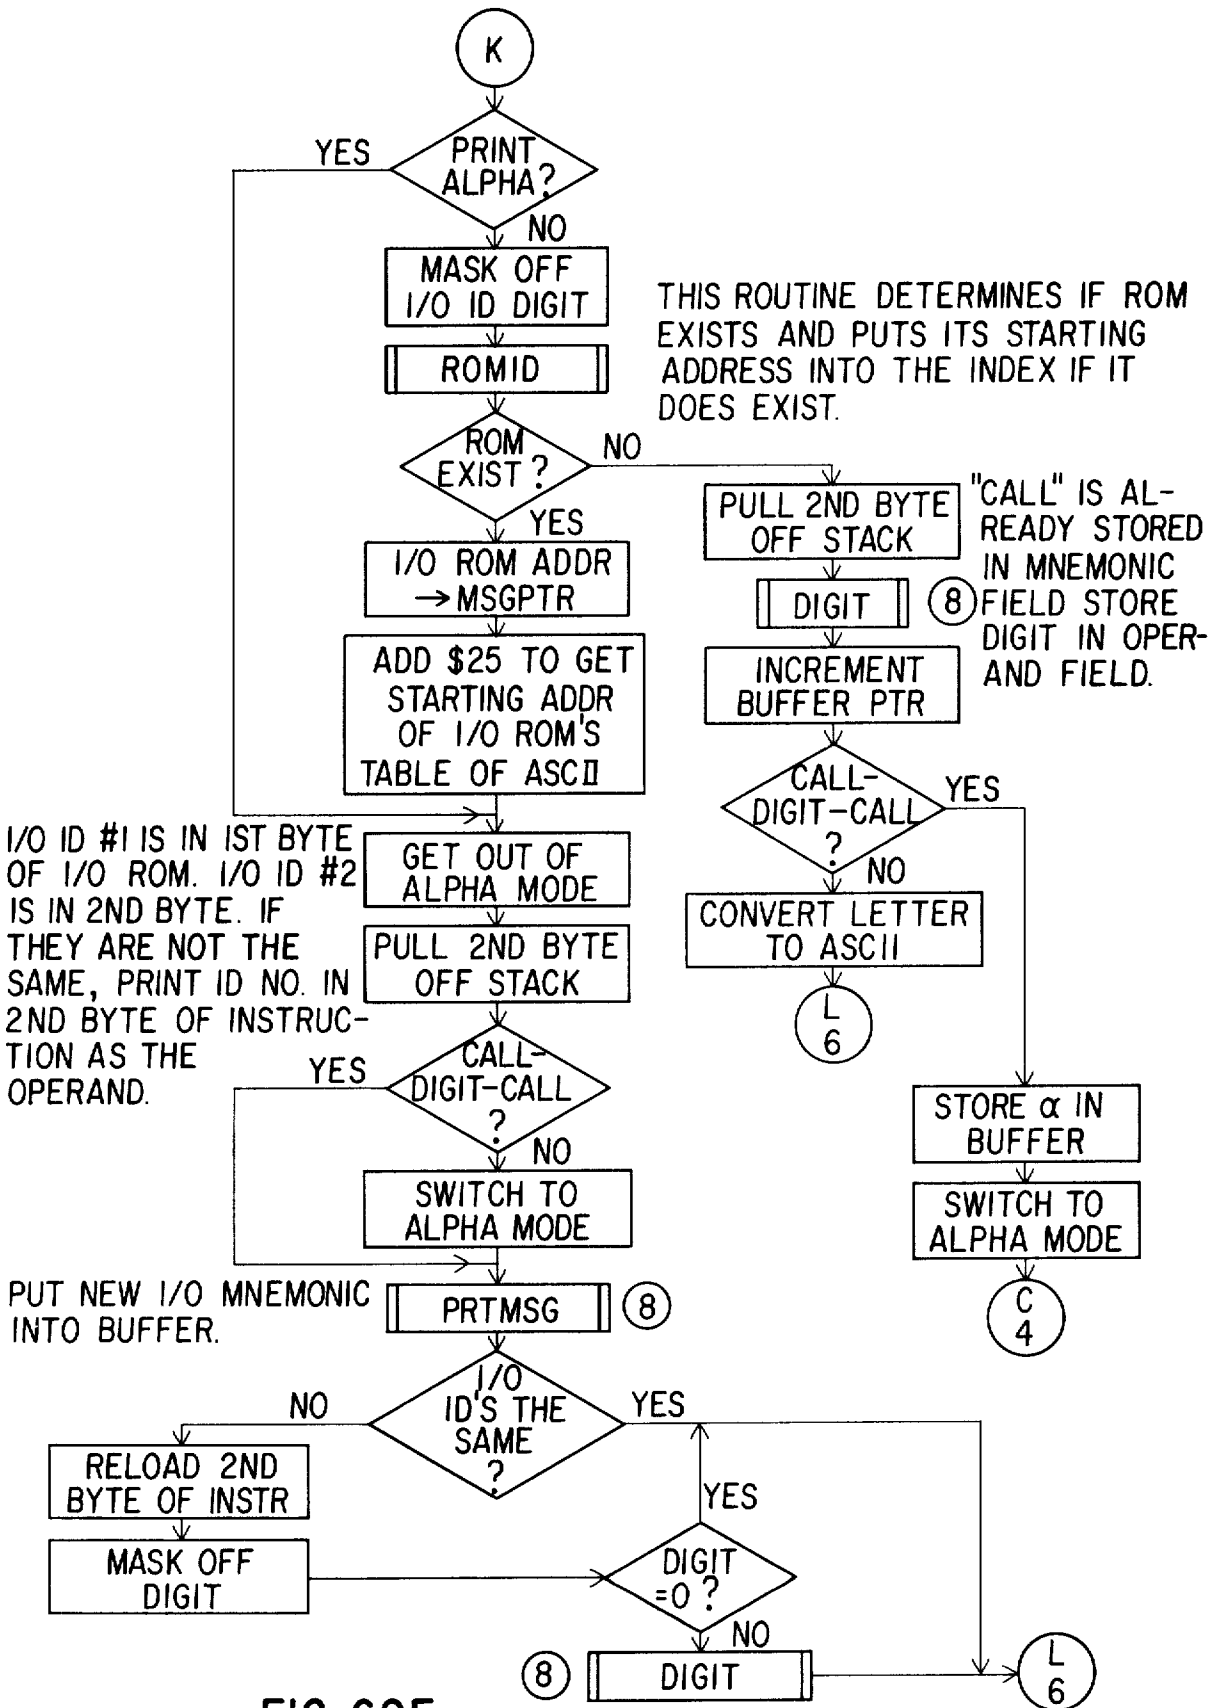 K
YES
PRINT
ALPHA?
NO
MASK OFF
I/O ID DIGIT
ROMID
THIS ROUTINE DETERMINES IF ROM
EXISTS AND PUTS ITS STARTING
ADDRESS INTO THE INDEX IF IT
DOES EXIST.
ROM
EXIST?
NO
YES
I/O ROM ADDR
→MSGPTR
ADD $25 TO GET
STARTING ADDR
OF I/O ROM'S
TABLE OF ASCII
PULL 2ND BYTE
OFF STACK
DIGIT
8
"CALL" IS AL-
READY STORED
IN MNEMONIC
FIELD STORE
DIGIT IN OPER-
AND FIELD.
INCREMENT
BUFFER PTR
CALL-
DIGIT-CALL
?
YES
NO
CONVERT LETTER
TO ASCII
L
6
STORE α IN
BUFFER
SWITCH TO
ALPHA MODE
C
4
I/O ID #1 IS IN 1ST BYTE
OF I/O ROM. I/O ID #2
IS IN 2ND BYTE. IF
THEY ARE NOT THE
SAME, PRINT ID NO. IN
2ND BYTE OF INSTRUC-
TION AS THE
OPERAND.
GET OUT OF
ALPHA MODE
PULL 2ND BYTE
OFF STACK
YES
CALL-
DIGIT-CALL
?
NO
SWITCH TO
ALPHA MODE
PUT NEW I/O MNEMONIC
INTO BUFFER.
PRTMSG
8
I/O
ID'S THE
SAME
?
NO
YES
RELOAD 2ND
BYTE OF INSTR
MASK OFF
DIGIT
YES
DIGIT
=0?
NO
8
DIGIT
L
6